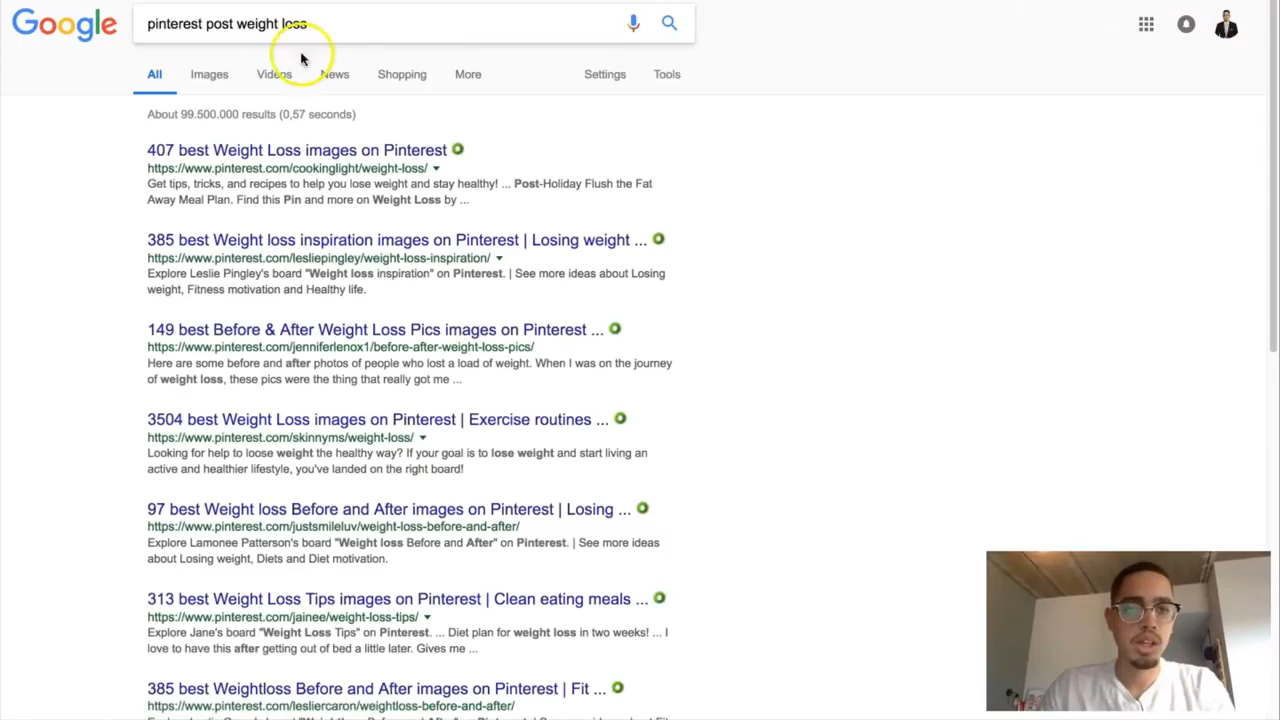 Google
pinterest post weight loss
All Images Videos News Shopping More Settings Tools
About 99.500.000 results (0,57 seconds)
407 best Weight Loss images on Pinterest
https://www.pinterest.com/cookinglight/weight-loss/
Get tips, tricks, and recipes to help you lose weight and stay healthy! ... Post-Holiday Flush the Fat
Away Meal Plan. Find this Pin and more on Weight Loss by ...
385 best Weight loss inspiration images on Pinterest | Losing weight ...
https://www.pinterest.com/lesliepingley/weight-loss-inspiration/
Explore Leslie Pingley's board "Weight loss inspiration" on Pinterest. | See more ideas about Losing
weight, Fitness motivation and Healthy life.
149 best Before & After Weight Loss Pics images on Pinterest ...
https://www.pinterest.com/jenniferlenox1/before-after-weight-loss-pics/
Here are some before and after photos of people who lost a load of weight. When I was on the journey
of weight loss, these pics were the thing that really got me ...
3504 best Weight Loss images on Pinterest | Exercise routines ...
https://www.pinterest.com/skinnyms/weight-loss/
Looking for help to loose weight the healthy way? If your goal is to lose weight and start living an
active and healthier lifestyle, you've landed on the right board!
97 best Weight loss Before and After images on Pinterest | Losing ...
https://www.pinterest.com/justsmileluv/weight-loss-before-and-after/
Explore Lamonee Patterson's board "Weight loss Before and After" on Pinterest. | See more ideas
about Losing weight, Diets and Diet motivation.
313 best Weight Loss Tips images on Pinterest | Clean eating meals ...
https://www.pinterest.com/jainee/weight-loss-tips/
Explore Jane's board "Weight Loss Tips" on Pinterest. ... Diet plan for weight loss in two weeks! ... I
love to have this after getting out of bed a little later. Gives me ...
385 best Weightloss Before and After images on Pinterest | Fit ...
https://www.pinterest.com/lesliercaron/weightloss-before-and-after/